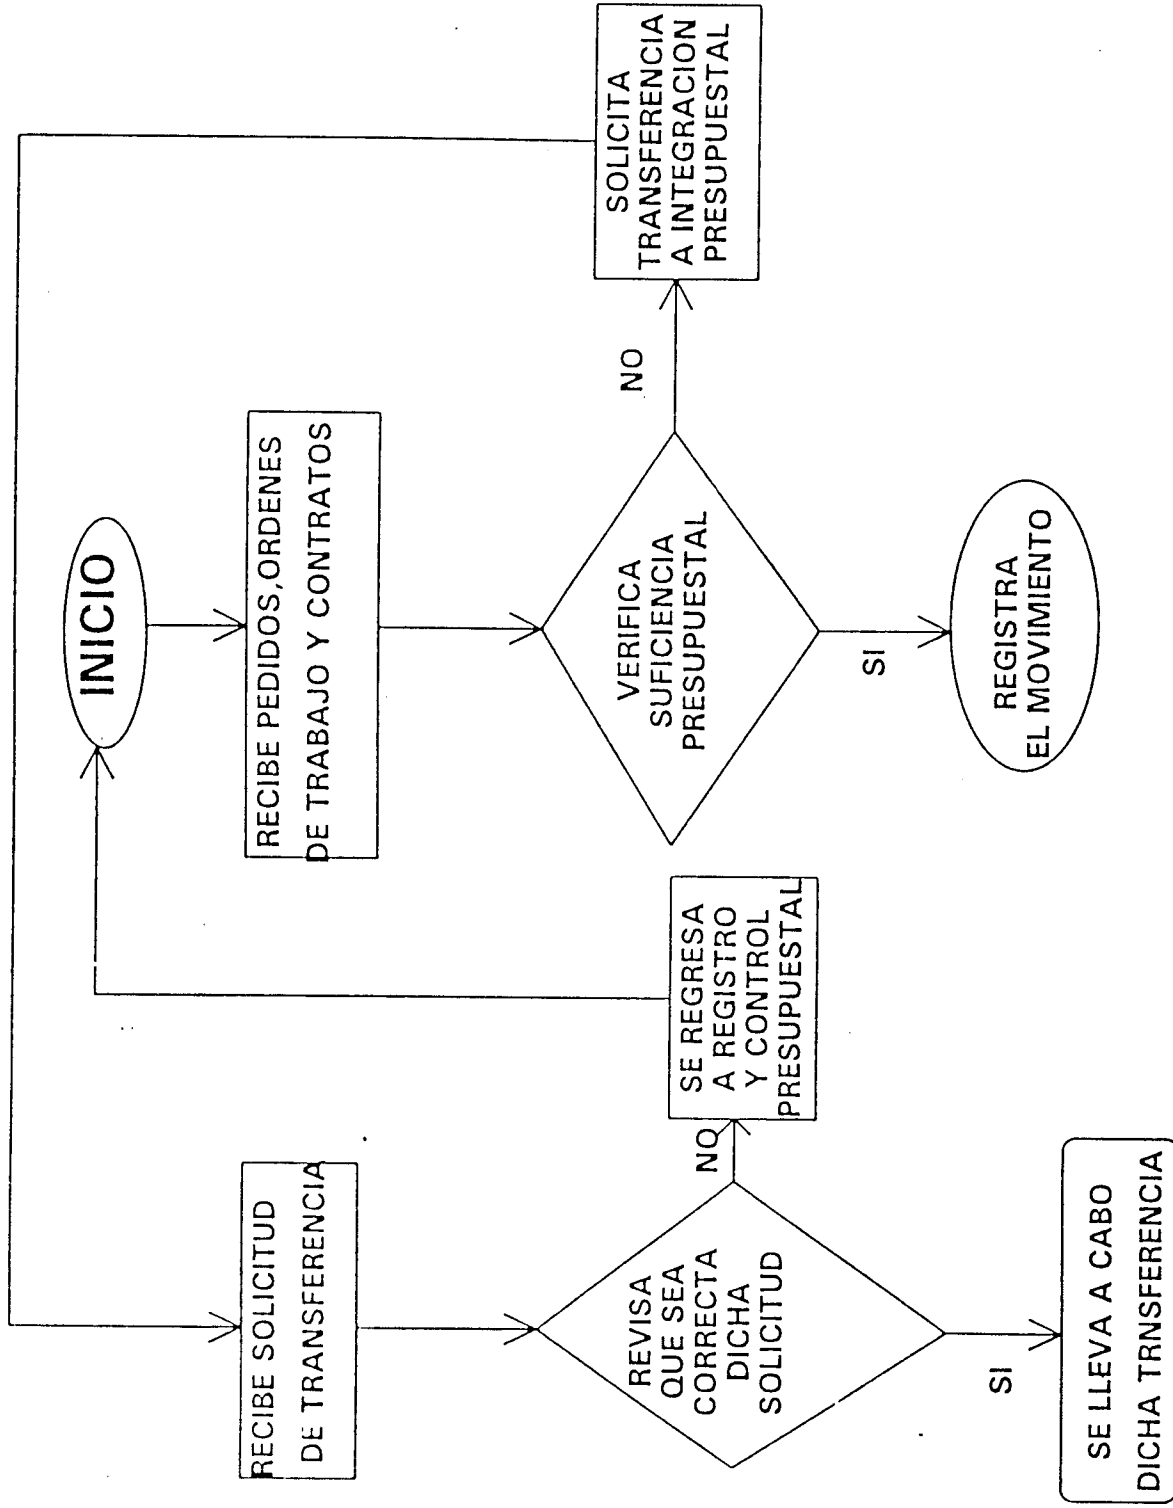 INICIO
RECIBE PEDIDOS,ORDENES
DE TRABAJO Y CONTRATOS
VERIFICA
SUFICIENCIA
PRESUPUESTAL
NO
SOLICITA
TRANSFERENCIA
A INTEGRACION
PRESUPUESTAL
SI
REGISTRA
EL MOVIMIENTO
RECIBE SOLICITUD
DE TRANSFERENCIA
REVISA
QUE SEA
CORRECTA
DICHA
SOLICITUD
NO
SE REGRESA
A REGISTRO
Y CONTROL
PRESUPUESTAL
SI
SE LLEVA A CABO
DICHA TRNSFERENCIA